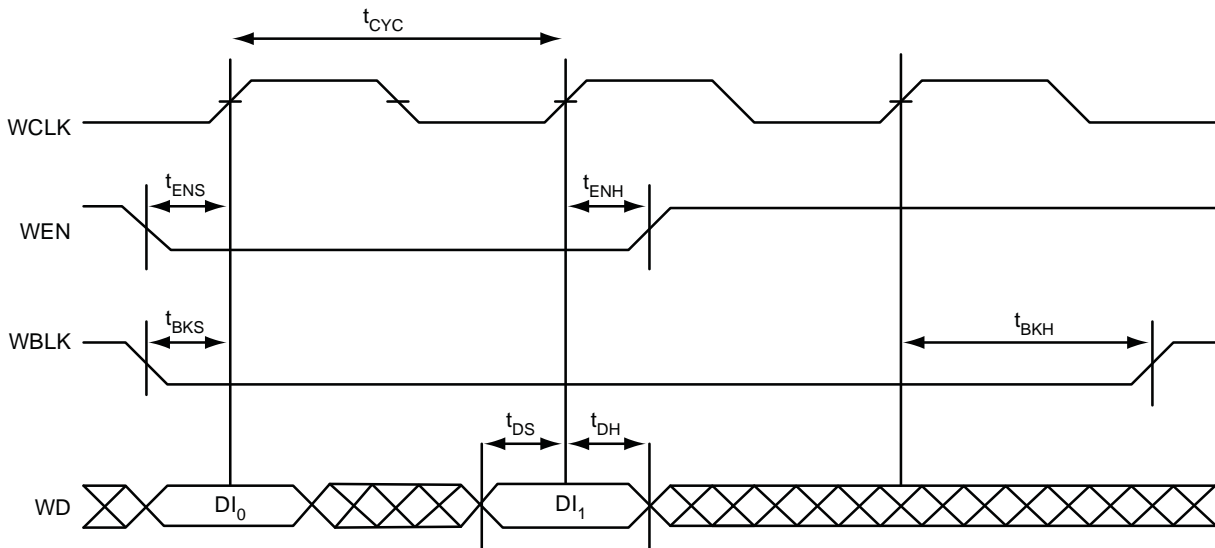 tCYC
WCLK
tENS
tENH
WEN
tBKS
tBKH
WBLK
tDS
tDH
WD
DI0
DI1